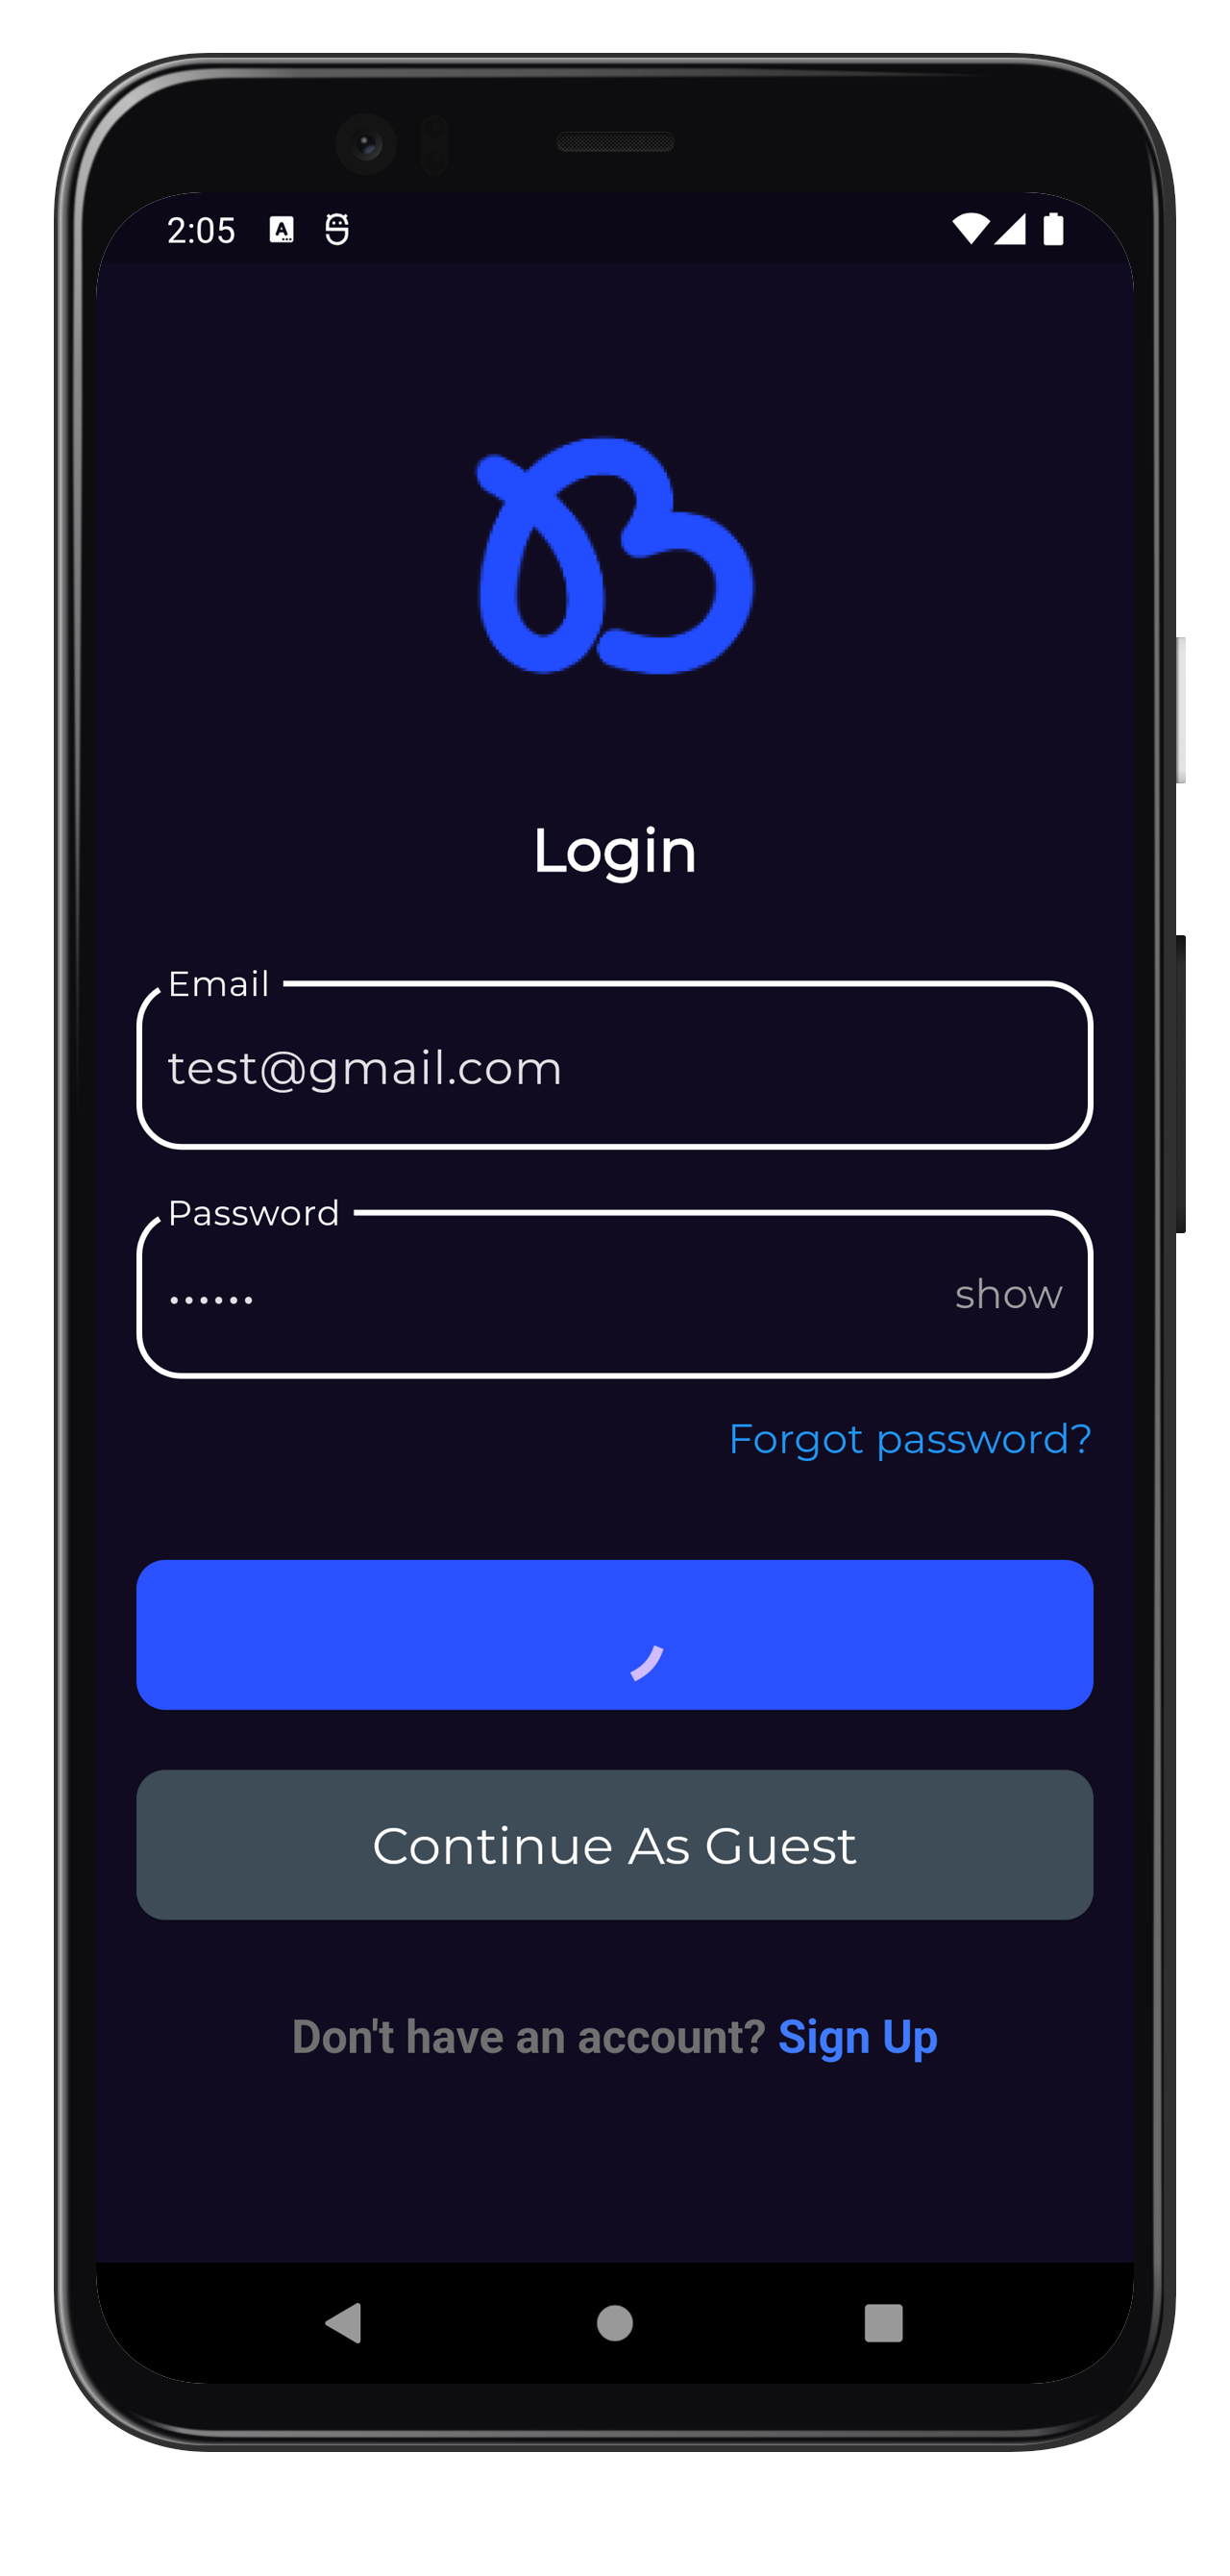 2:05
Login
Email
test@gmail.com
Password
•••••• show
Forgot password?
Continue As Guest
Don't have an account? Sign Up